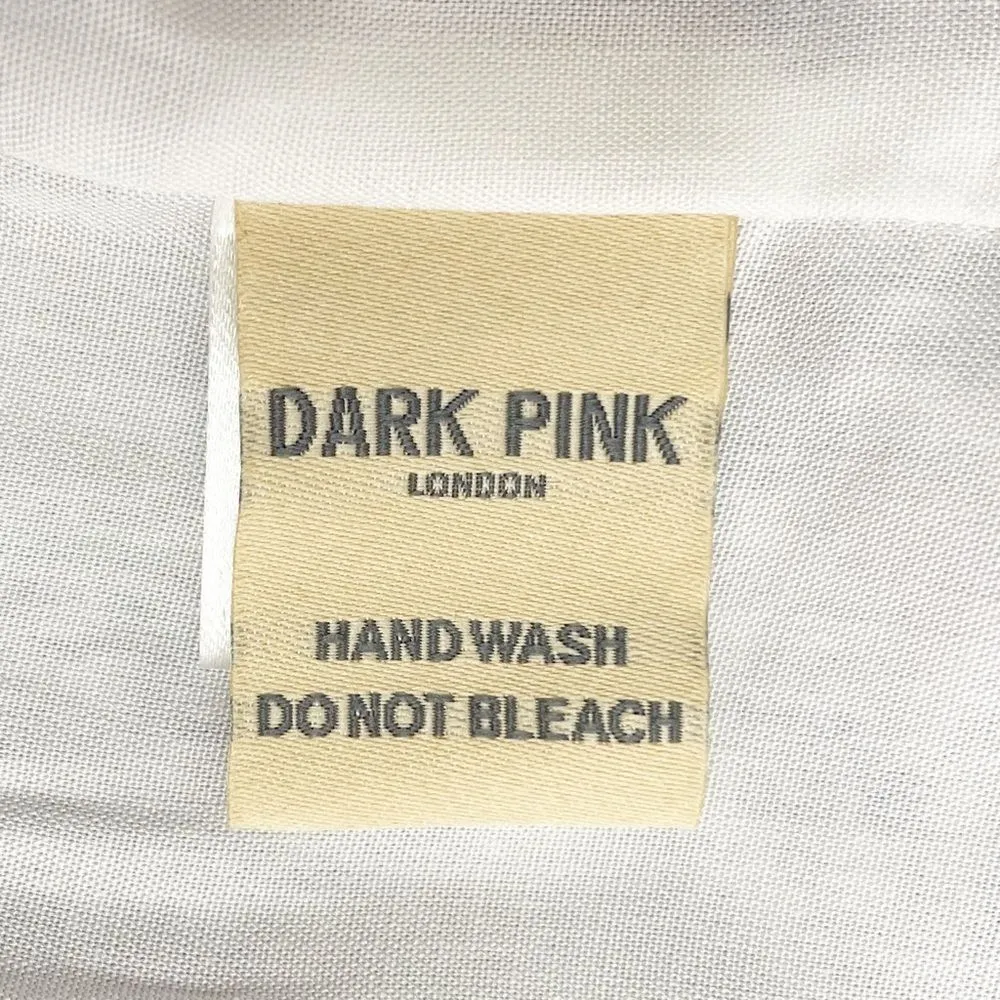 DARK PINK
LONDON
HAND WASH
DO NOT BLEACH